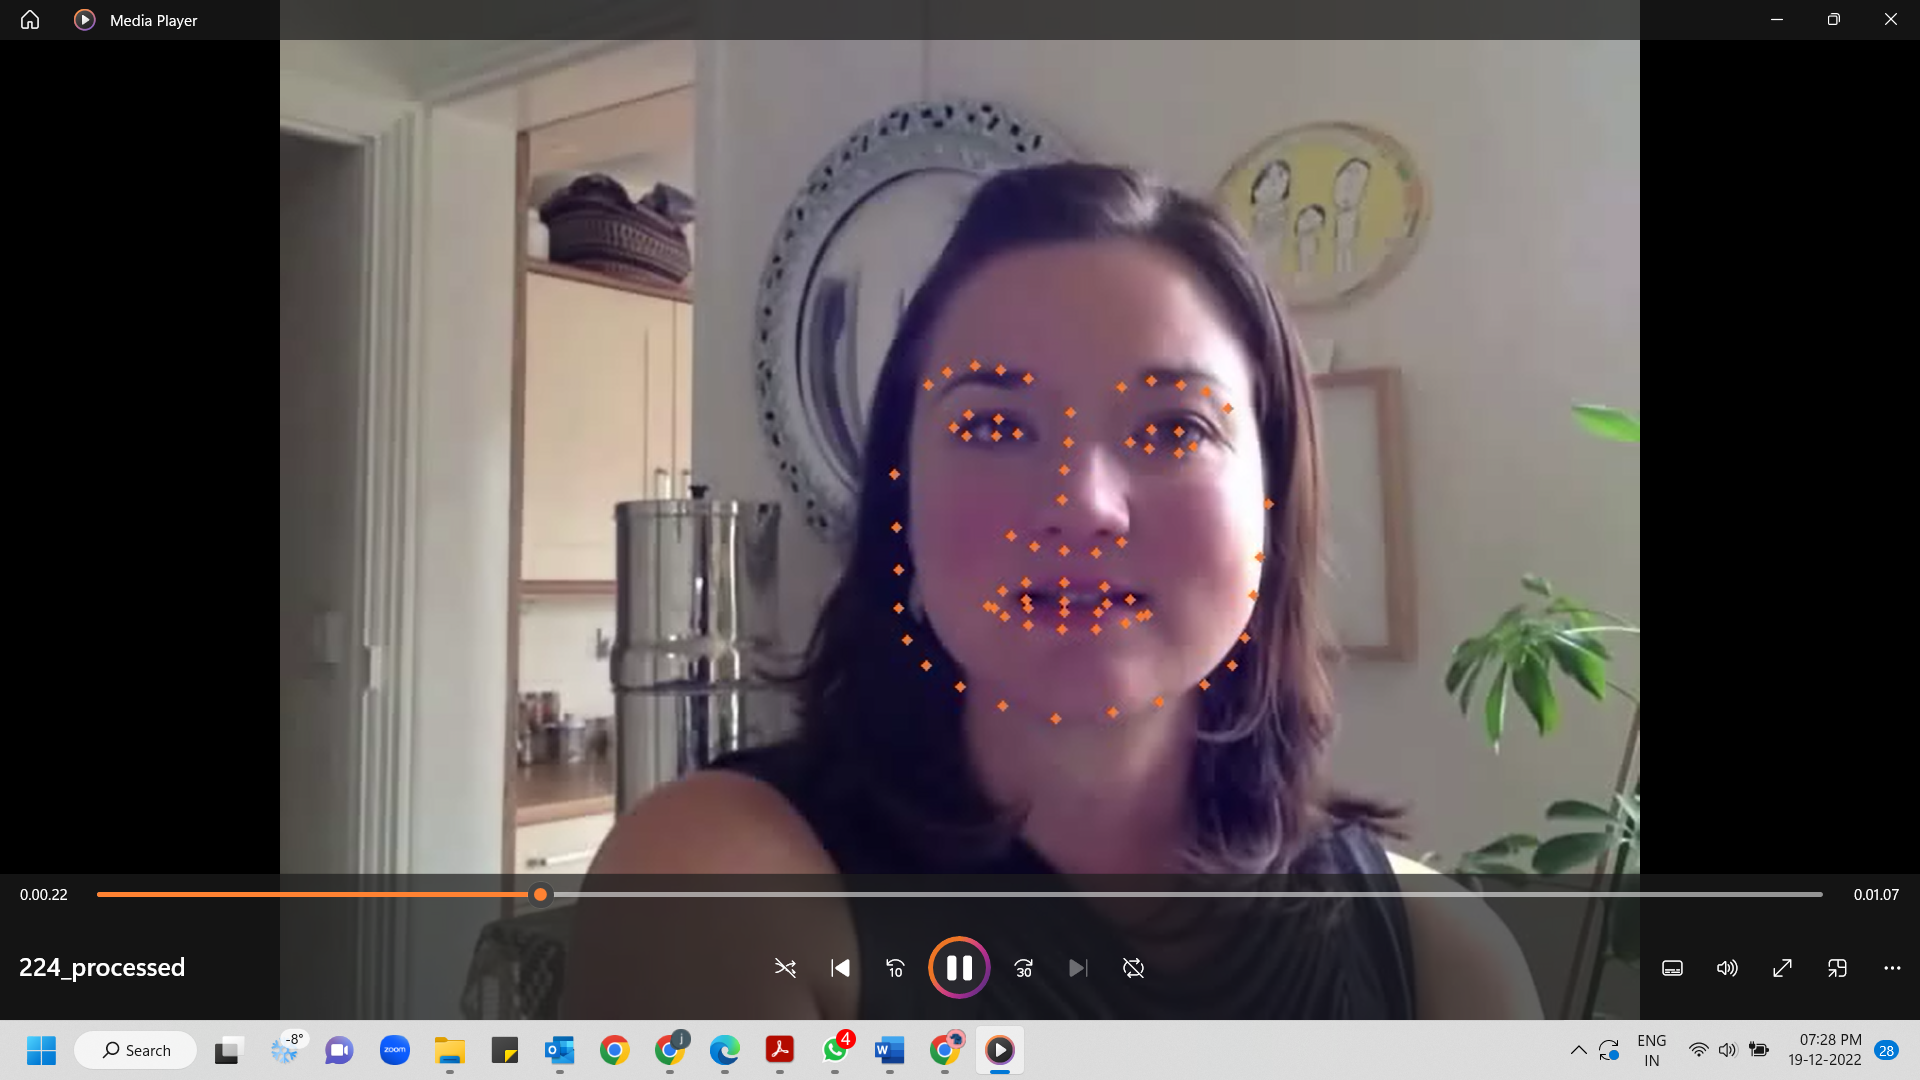 Media Player
0.00.22
0.01.07
224_processed
10
30
Search
-8°
zoom
j
4
W
ENG
IN
07:28 PM
19-12-2022
28